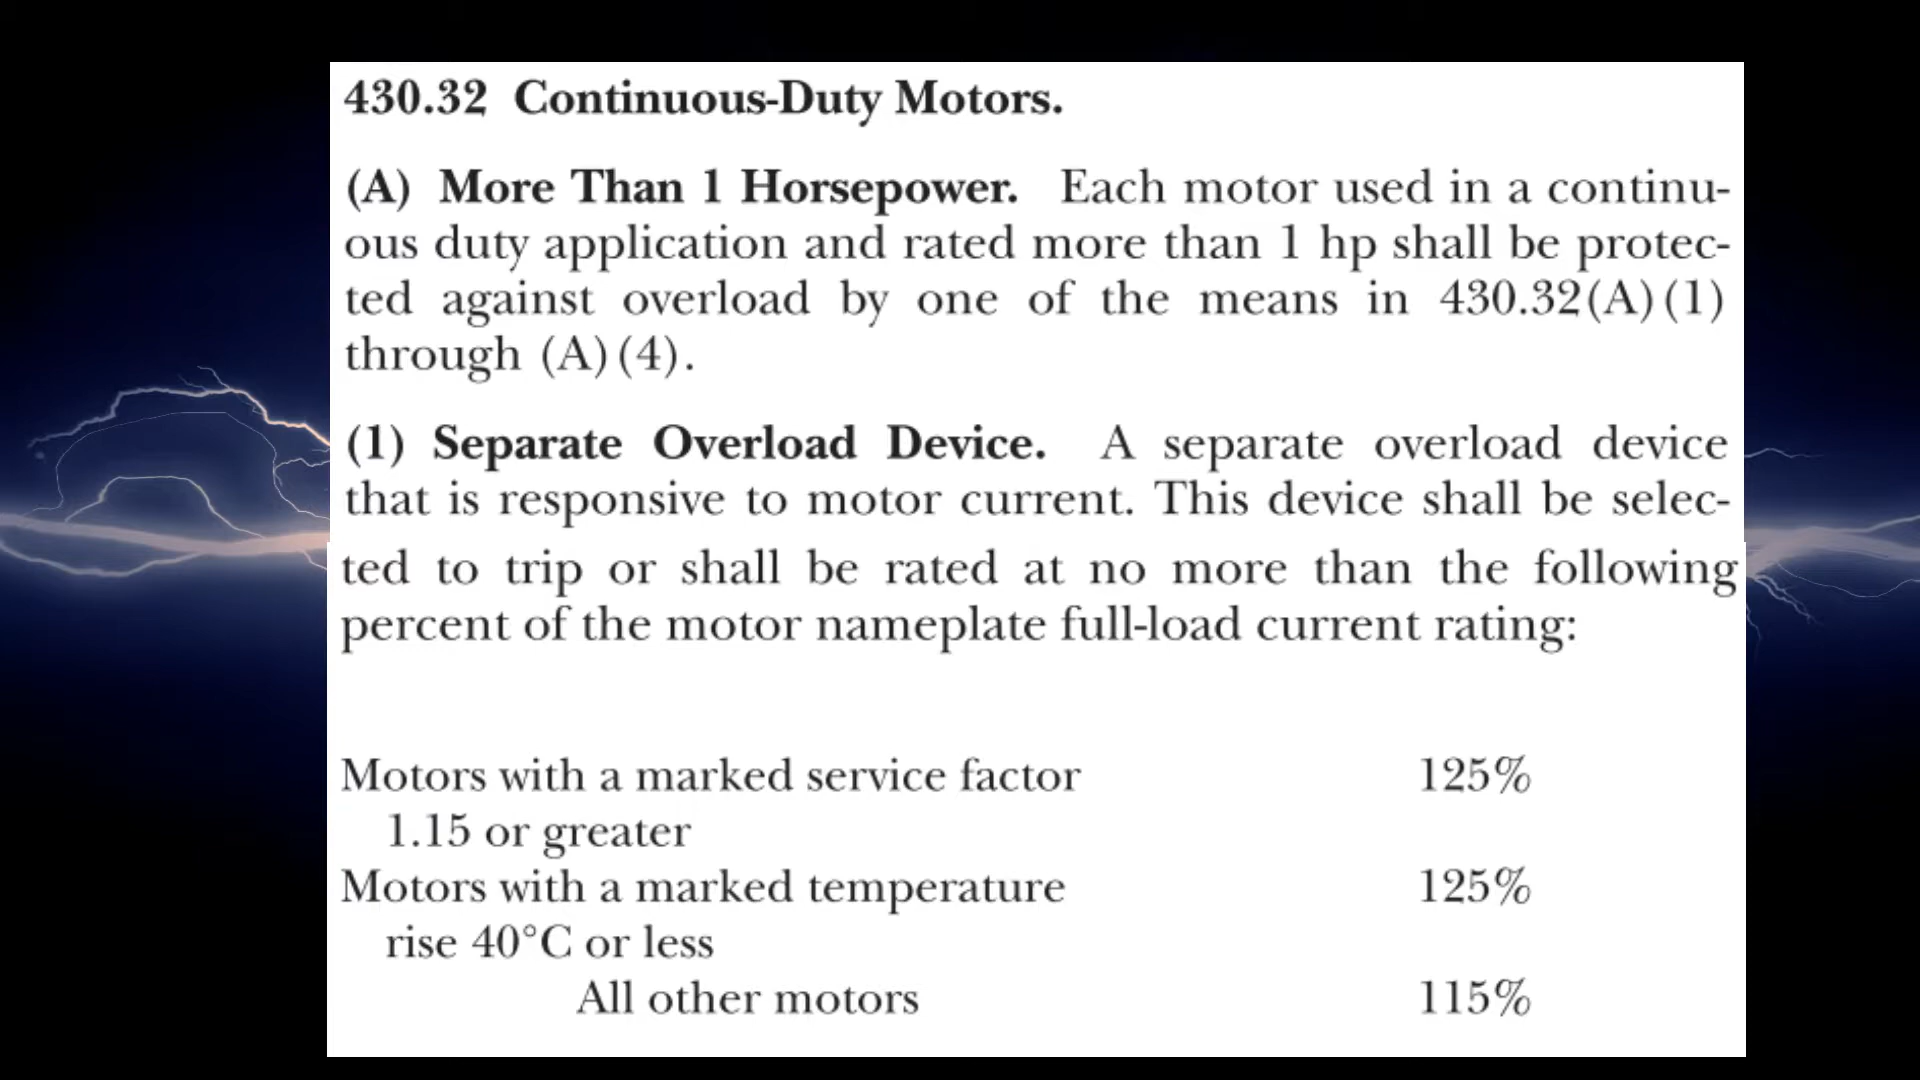 430.32 Continuous-Duty Motors.
(A) More Than 1 Horsepower. Each motor used in a continu-
ous duty application and rated more than 1 hp shall be protec-
ted against overload by one of the means in 430.32(A)(1)
through (A)(4).
(1) Separate Overload Device. A separate overload device
that is responsive to motor current. This device shall be selec-
ted to trip or shall be rated at no more than the following
percent of the motor nameplate full-load current rating:
Motors with a marked service factor 125%
1.15 or greater
Motors with a marked temperature 125%
rise 40°C or less
All other motors 115%